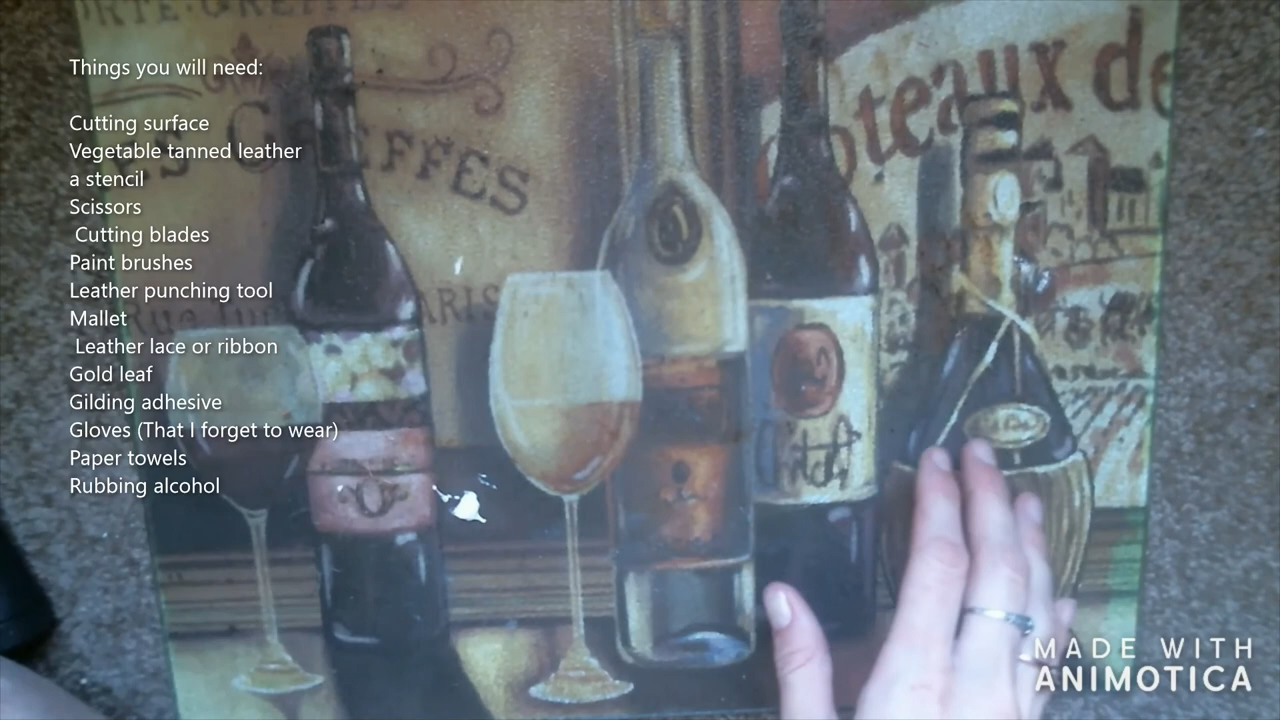 Things you will need:
Cutting surface
Vegetable tanned leather
a stencil
Scissors
Cutting blades
Paint brushes
Leather punching tool
Mallet
Leather lace or ribbon
Gold leaf
Gilding adhesive
Gloves (That I forget to wear)
Paper towels
Rubbing alcohol
GREFFES
oteaux de
MADE WITH
ANIMOTICA